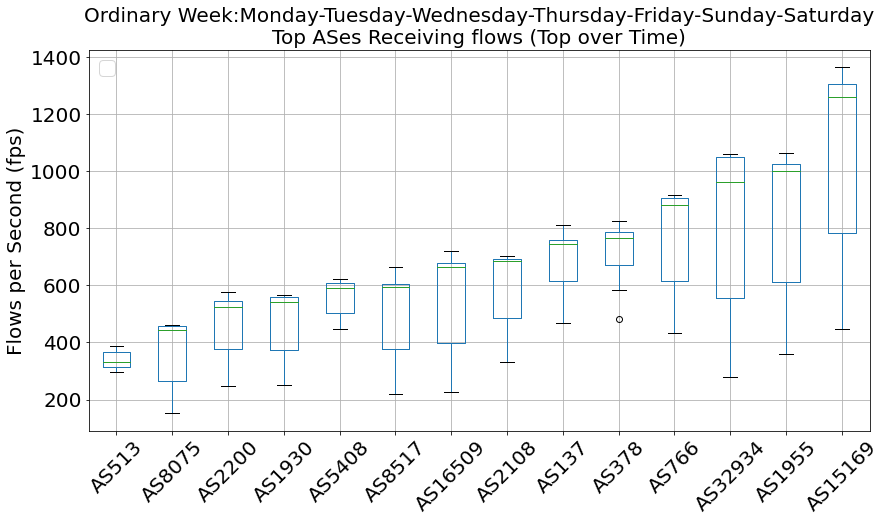 Ordinary Week:Monday-Tuesday-Wednesday-Thursday-Friday-Sunday-Saturday
Top ASes Receiving flows (Top over Time)
Flows per Second (fps)
1400
1200
1000
800
600
400
200
AS513
AS8075
AS2200
AS1930
AS5408
AS8517
AS16509
AS2108
AS137
AS378
AS766
AS32934
AS1955
AS15169